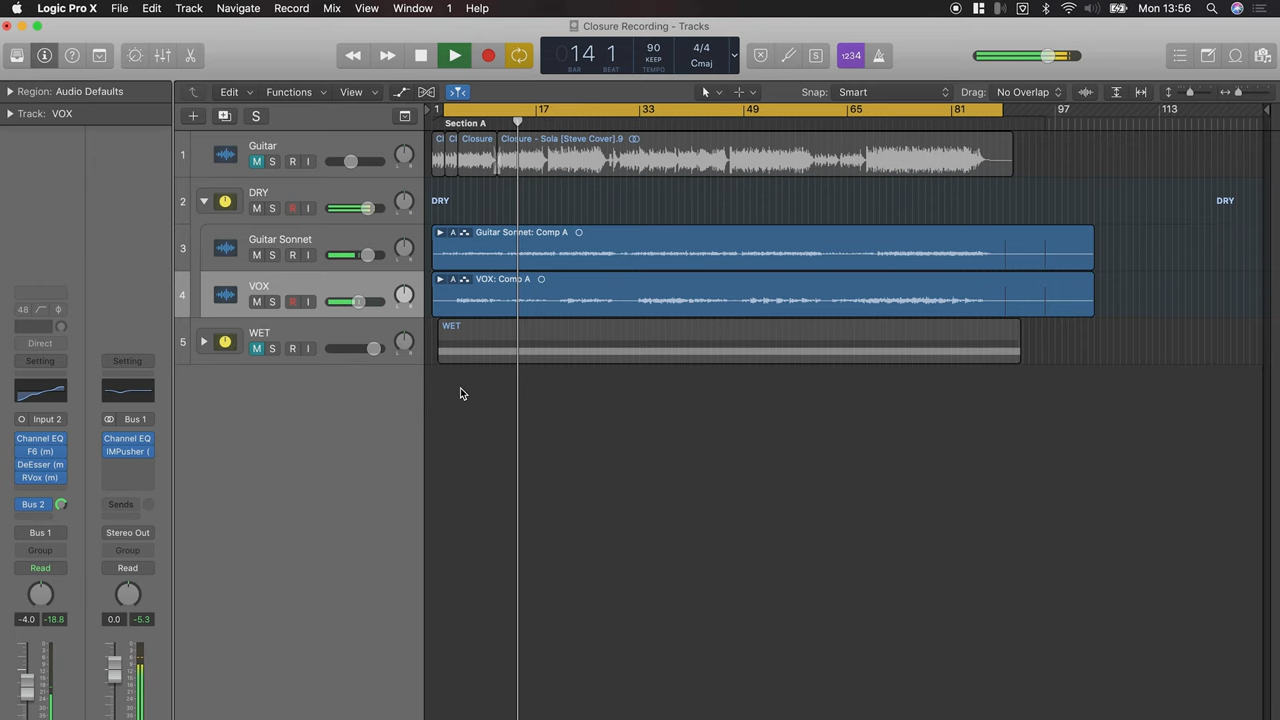 Logic Pro X File Edit Track Navigate Record Mix View Window 1 Help Mon 13:56
Closure Recording - Tracks
14 1 90 4/4
KEEP
BAR BEAT TEMPO Cmaj
1234
Region: Audio Defaults
Track: VOX
Edit Functions View Snap: Smart Drag: No Overlap
1 17 33 49 65 81 97 113
Section A
1 Guitar M S R I L R
Closure Closure - Sola [Steve Cover].9
2 DRY M S R I L R
DRY DRY
3 Guitar Sonnet M S R I L R
A Guitar Sonnet: Comp A
4 VOX M S R I L R
A VOX: Comp A
5 WET M S R I L R
WET
48
Direct
Setting Setting
Input 2 Bus 1
Channel EQ Channel EQ
F6 (m) IMPusher (
DeEsser (m
RVox (m)
Bus 2 Sends
Bus 1 Stereo Out
Group Group
Read Read
-4.0 -18.8 0.0 -5.3